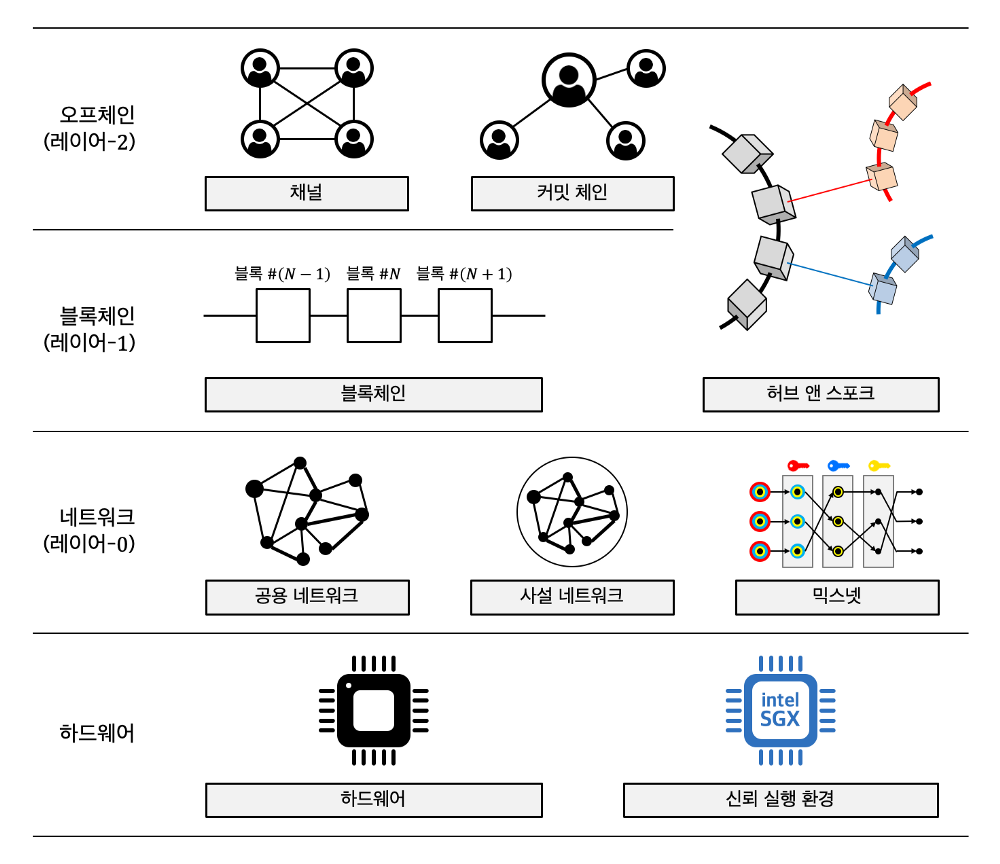 오프체인
(레이어-2)
채널
커밋 체인
블록체인
(레이어-1)
블록 #(N − 1)
블록 #N
블록 #(N + 1)
블록체인
허브 앤 스포크
네트워크
(레이어-0)
공용 네트워크
사설 네트워크
믹스넷
하드웨어
intel
SGX
하드웨어
신뢰 실행 환경